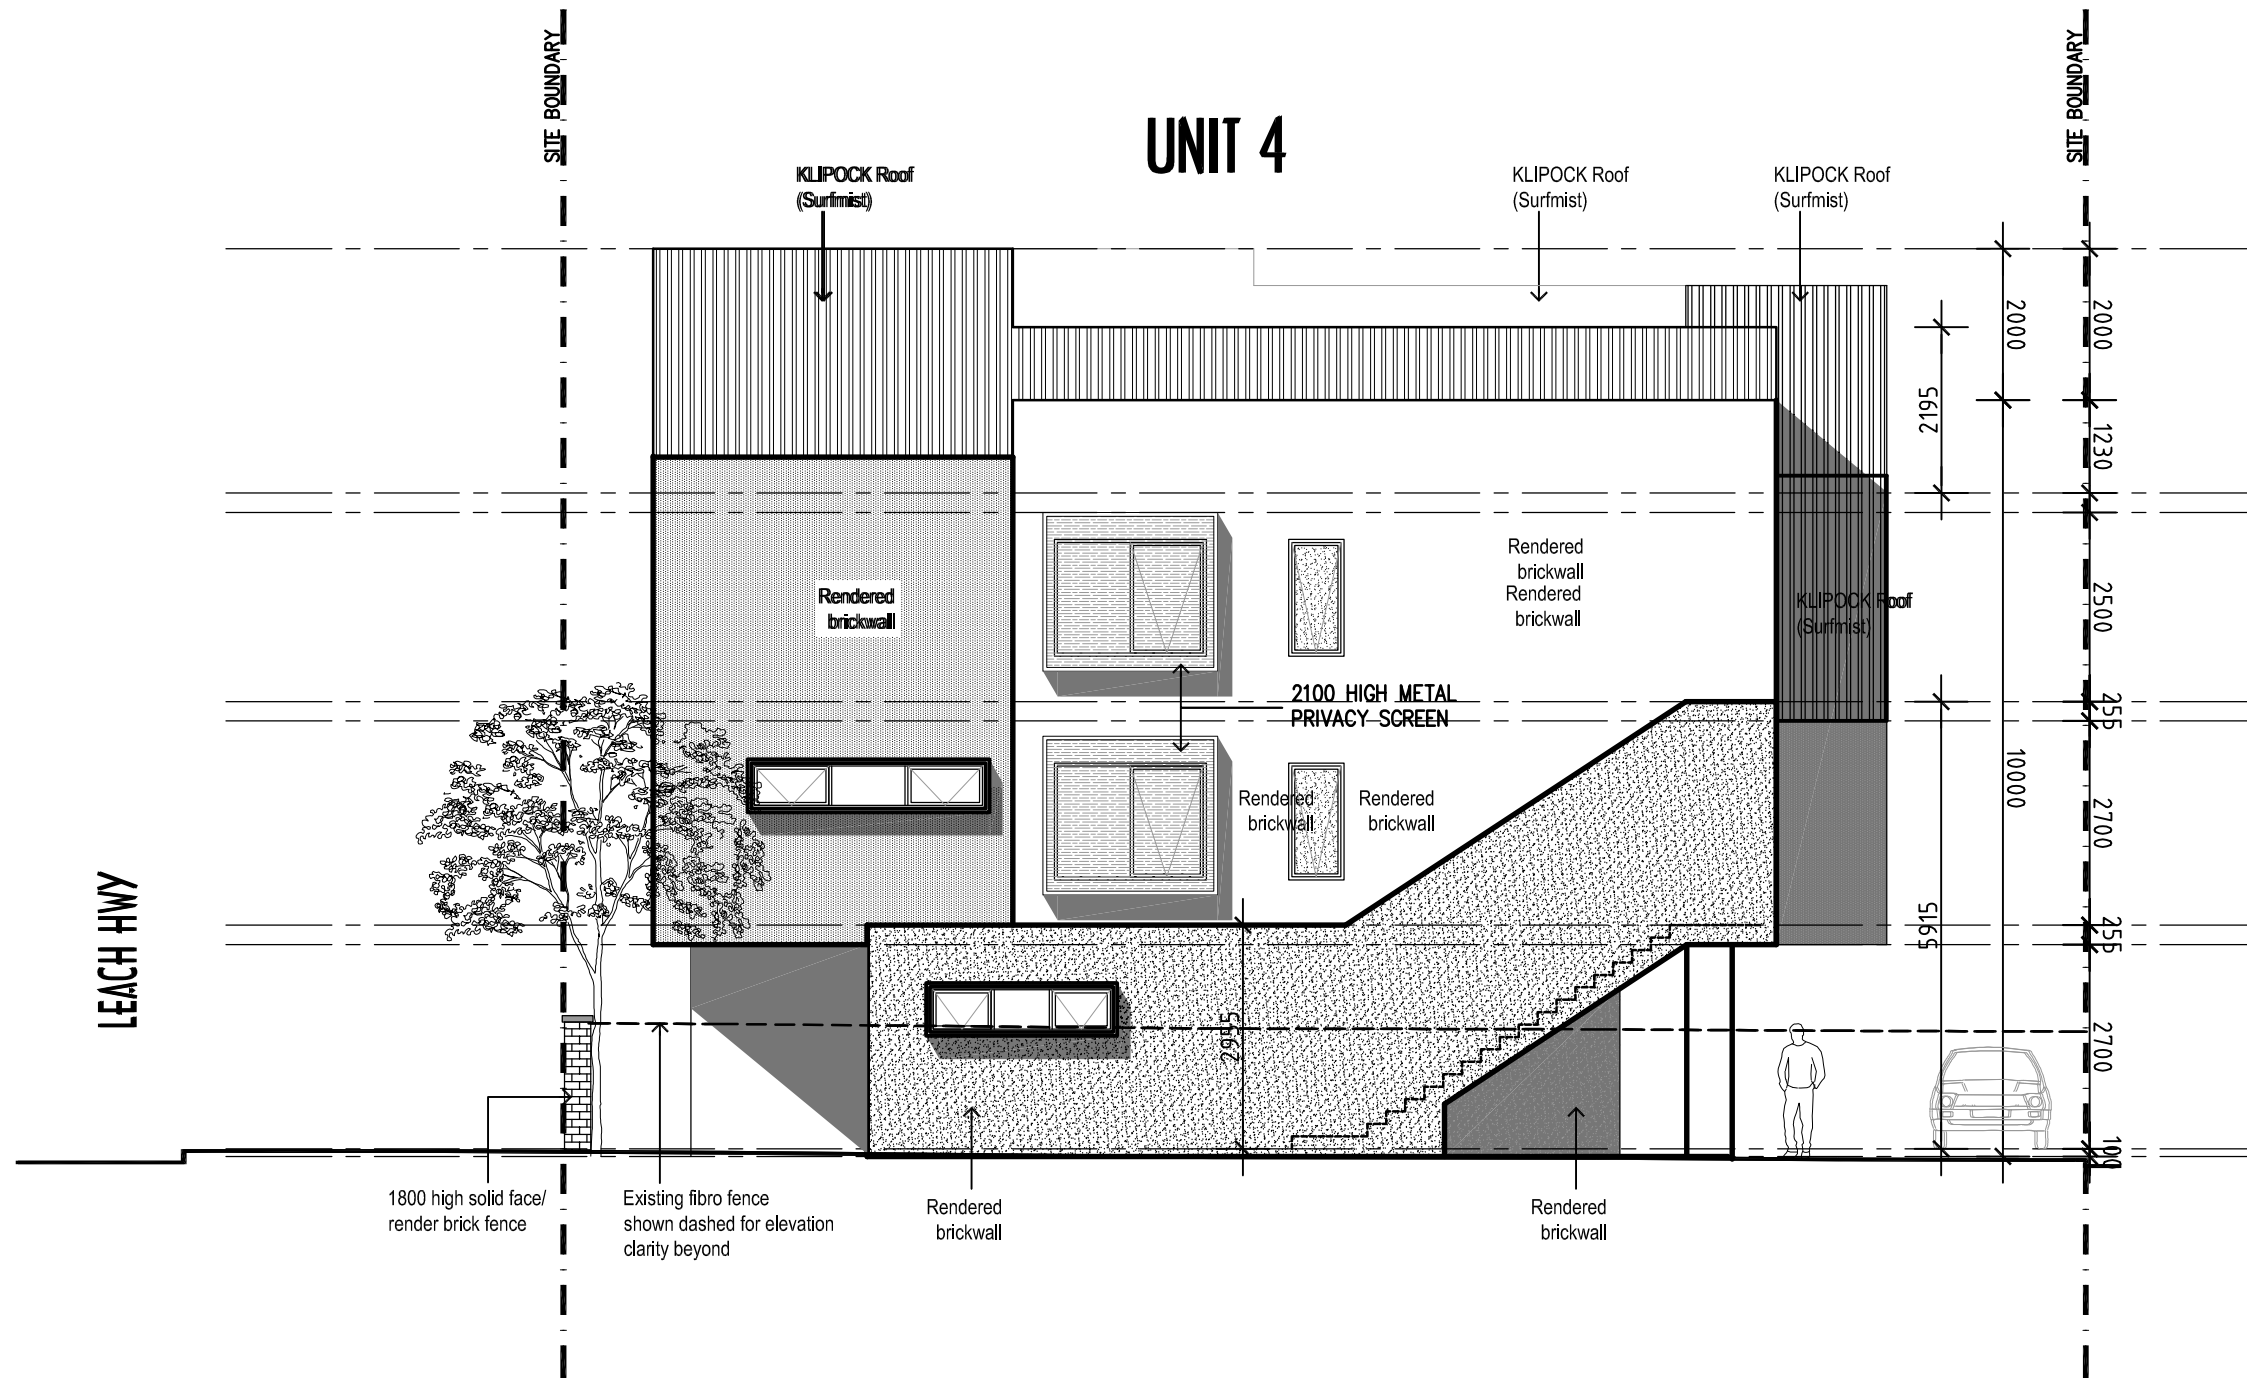 SITE BOUNDARY
SITE BOUNDARY
UNIT 4
KLIPOCK Roof
(Surfmist)
KLIPOCK Roof
(Surfmist)
KLIPOCK Roof
(Surfmist)
2000
2000
2195
1230
Rendered
brickwall
Rendered
brickwall
Rendered
brickwall
KLIPOCK Roof
(Surfmist)
2500
2100 HIGH METAL
PRIVACY SCREEN
255
10000
Rendered
brickwall
Rendered
brickwall
2700
LEACH HWY
5915
255
2955
2700
100
1800 high solid face/
render brick fence
Existing fibro fence
shown dashed for elevation
clarity beyond
Rendered
brickwall
Rendered
brickwall